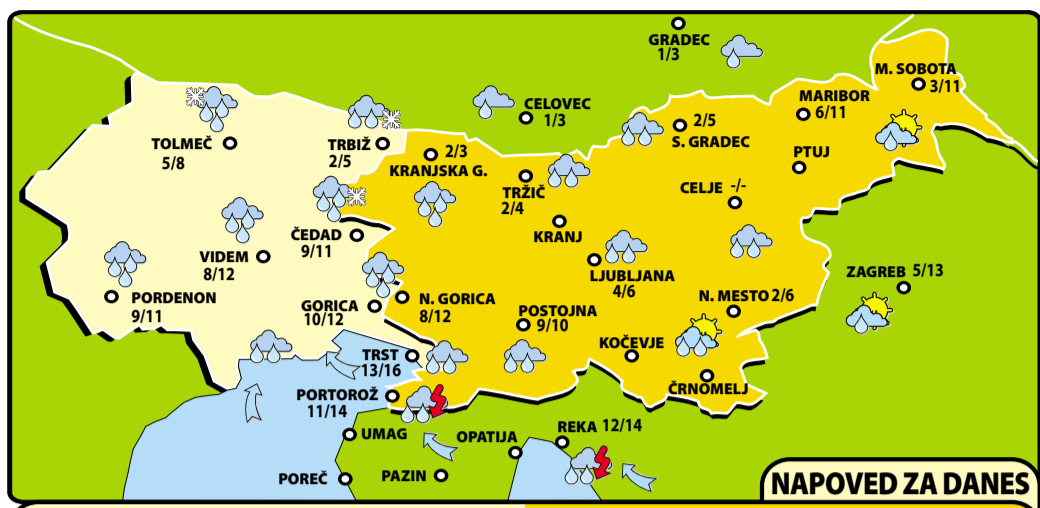 GRADEC
1/3
M. SOBOTA
3/11
MARIBOR
6/11
CELOVEC
1/3
2/5
S. GRADEC
TOLMEČ
5/8
TRBIŽ
2/5
2/3
KRANJSKA G.
PTUJ
TRŽIČ
2/4
CELJE -/-
KRANJ
ČEDAD
9/11
VIDEM
8/12
LJUBLJANA
4/6
ZAGREB 5/13
PORDENON
9/11
GORICA
10/12
N. GORICA
8/12
N. MESTO 2/6
POSTOJNA
9/10
KOČEVJE
TRST
13/16
ČRNOMELJ
PORTOROŽ
11/14
UMAG
OPATIJA
REKA 12/14
POREČ
PAZIN
NAPOVED ZA DANES